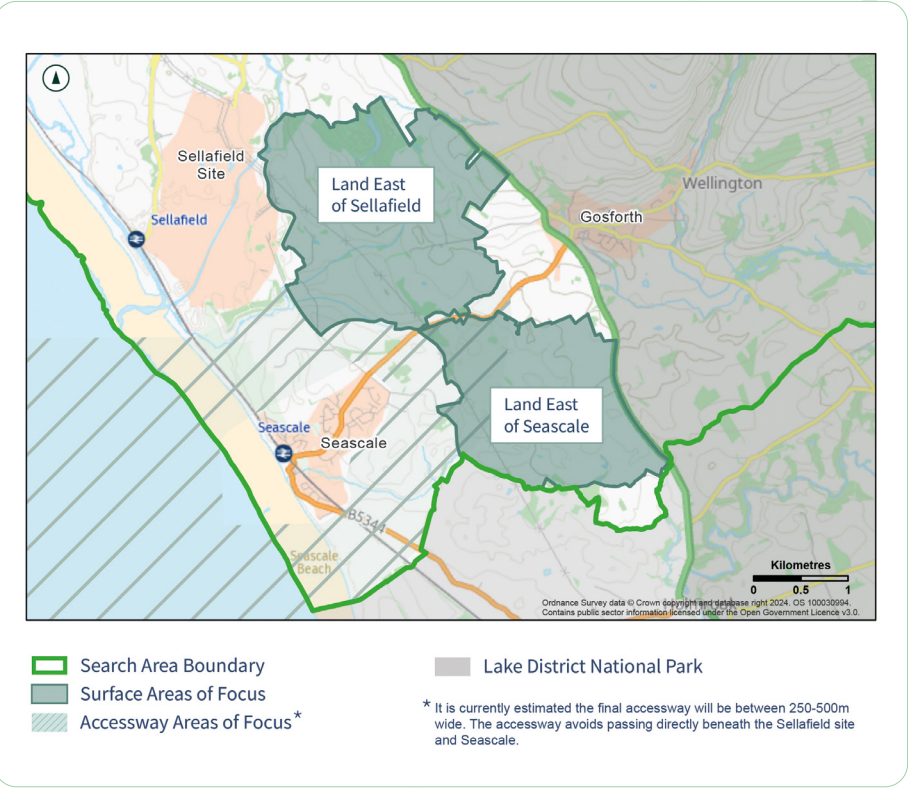 Sellafield
Site
Land East
of Sellafield
Wellington
Gosforth
Sellafield
Land East
of Seascale
Seascale
Seascale
B5344
Seascale
Beach
Kilometres
0 0.5 1
Ordnance Survey data © Crown copyright and database right 2024. OS 100030994.
Contains public sector information licensed under the Open Government Licence v3.0.
Search Area Boundary
Surface Areas of Focus
Accessway Areas of Focus*
Lake District National Park
* It is currently estimated the final accessway will be between 250-500m
wide. The accessway avoids passing directly beneath the Sellafield site
and Seascale.